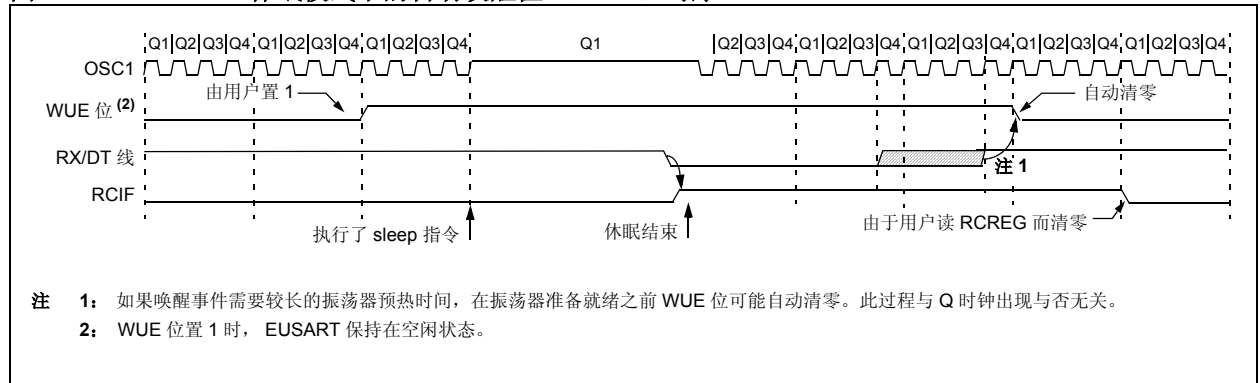 Q1 Q2 Q3 Q4 Q1 Q2 Q3 Q4 Q1 Q2 Q3 Q4 Q1 Q2 Q3 Q4 Q1 Q2 Q3 Q4 Q1 Q2 Q3 Q4 Q1 Q2 Q3 Q4 Q1 Q2 Q3 Q4
OSC1
由用户置 1
自动清零
WUE 位 (2)
RX/DT 线
注 1
RCIF
由于用户读 RCREG 而清零
执行了 sleep 指令
休眠结束
注 1: 如果唤醒事件需要较长的振荡器预热时间,在振荡器准备就绪之前 WUE 位可能自动清零。此过程与 Q 时钟出现与否无关。
2: WUE 位置 1 时, EUSART 保持在空闲状态。